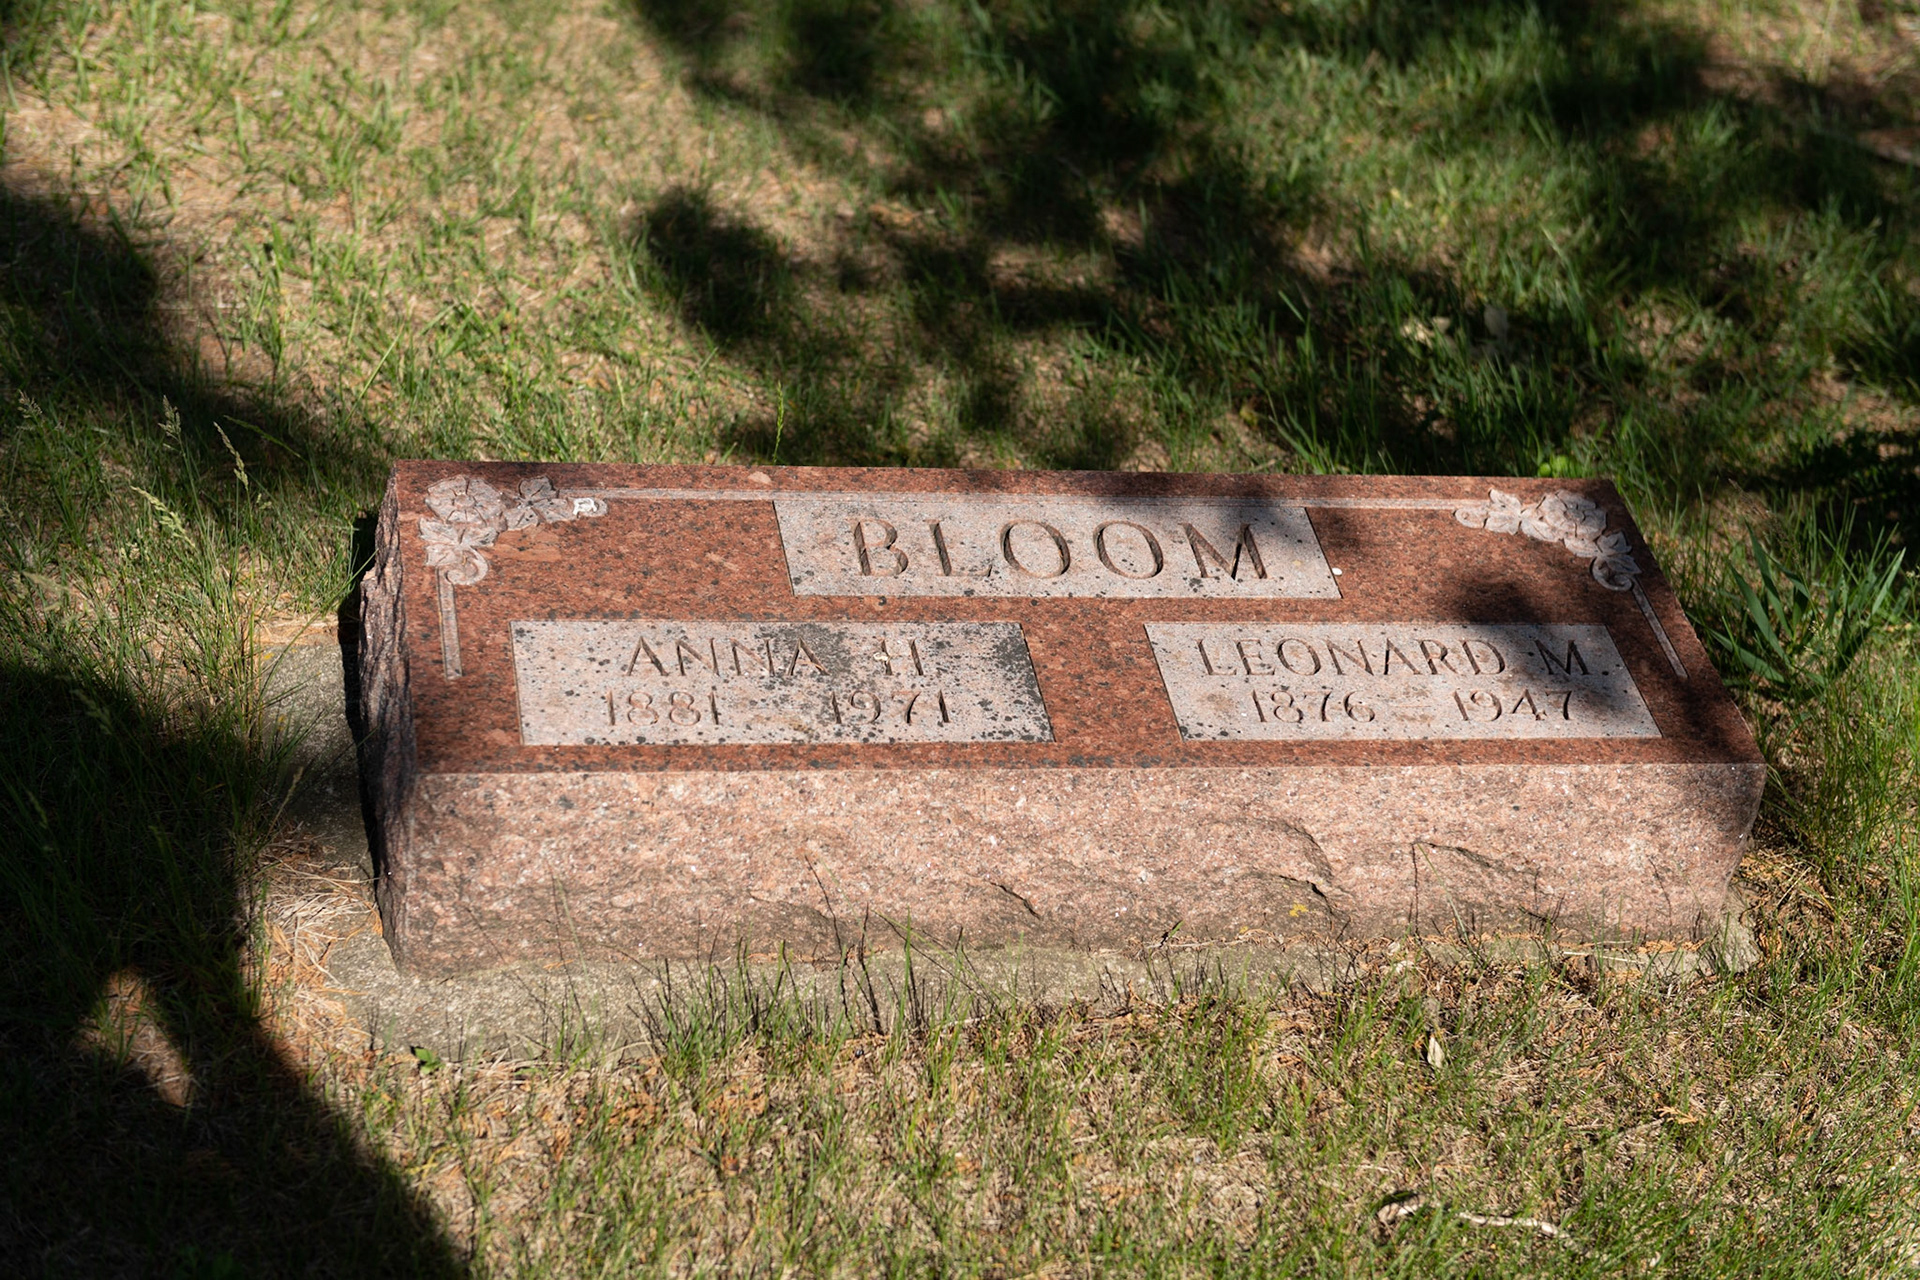 BLOOM
ANNA H
1881 1971
LEONARD M.
1876 — 1947